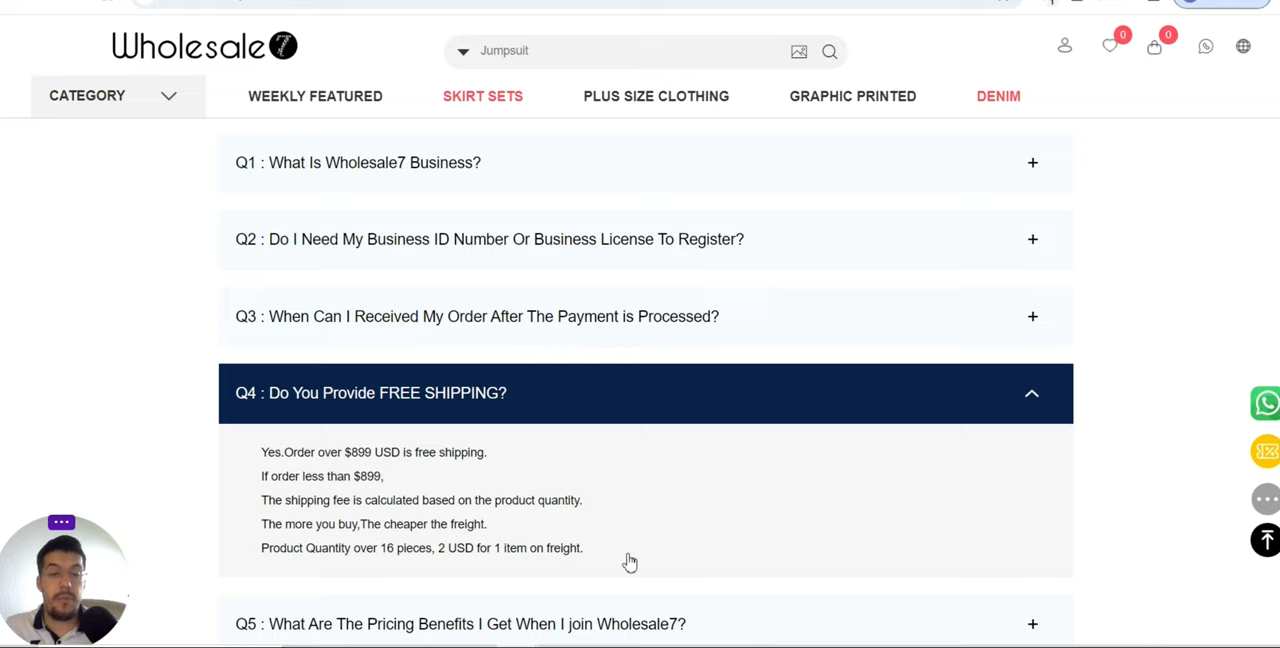 Wholesale7
Jumpsuit
0
0
CATEGORY
WEEKLY FEATURED
SKIRT SETS
PLUS SIZE CLOTHING
GRAPHIC PRINTED
DENIM
Q1 : What Is Wholesale7 Business?
+
Q2 : Do I Need My Business ID Number Or Business License To Register?
+
Q3 : When Can I Received My Order After The Payment is Processed?
+
Q4 : Do You Provide FREE SHIPPING?
Yes.Order over $899 USD is free shipping.
If order less than $899,
The shipping fee is calculated based on the product quantity.
The more you buy,The cheaper the freight.
Product Quantity over 16 pieces, 2 USD for 1 item on freight.
Q5 : What Are The Pricing Benefits I Get When I join Wholesale7?
+